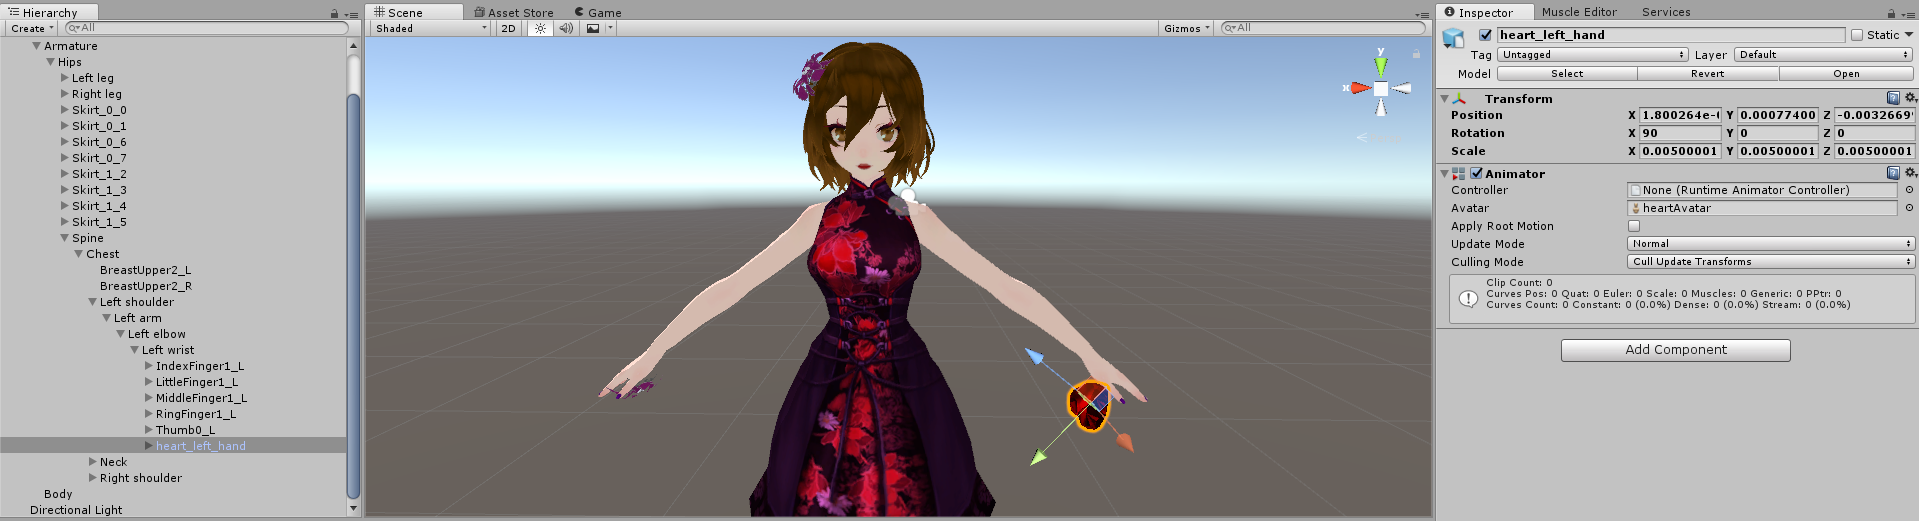 Hierarchy
Create
All
Armature
Hips
Left leg
Right leg
Skirt_0_0
Skirt_0_1
Skirt_0_6
Skirt_0_7
Skirt_1_2
Skirt_1_3
Skirt_1_4
Skirt_1_5
Spine
Chest
BreastUpper2_L
BreastUpper2_R
Left shoulder
Left arm
Left elbow
Left wrist
IndexFinger1_L
LittleFinger1_L
MiddleFinger1_L
RingFinger1_L
Thumb0_L
heart_left_hand
Neck
Right shoulder
Body
Directional Light
Scene Asset Store Game
Shaded 2D Gizmos All
y
x
Inspector Muscle Editor Services
heart_left_hand Static
Tag Untagged Layer Default
Model Select Revert Open
Transform
Position X 1.800264e-( Y 0.00077400 Z -0.0032669
Rotation X 90 Y 0 Z 0
Scale X 0.00500001 Y 0.00500001 Z 0.00500001
Animator
Controller None (Runtime Animator Controller)
Avatar heartAvatar
Apply Root Motion
Update Mode Normal
Culling Mode Cull Update Transforms
Clip Count: 0
Curves Pos: 0 Quat: 0 Euler: 0 Scale: 0 Muscles: 0 Generic: 0 PPtr: 0
Curves Count: 0 Constant: 0 (0.0%) Dense: 0 (0.0%) Stream: 0 (0.0%)
Add Component